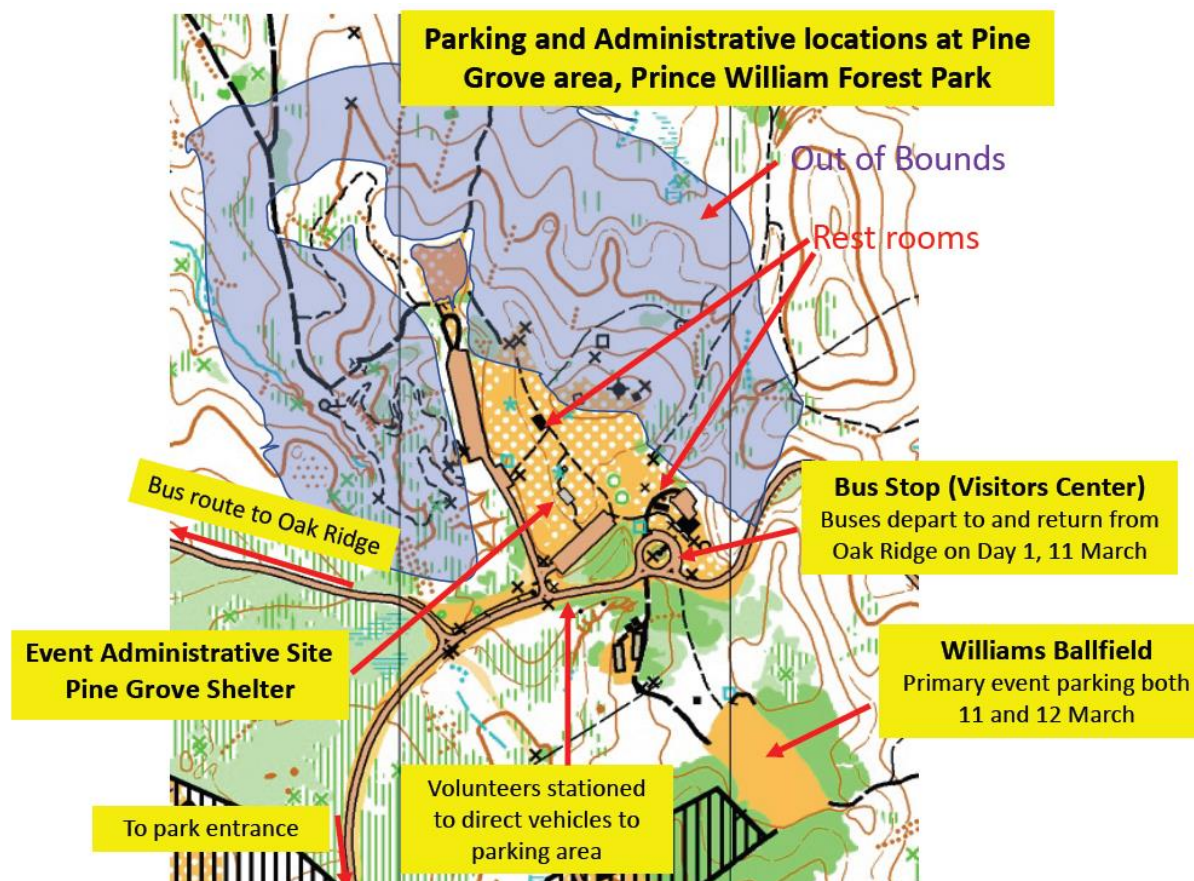 Parking and Administrative locations at Pine
Grove area, Prince William Forest Park
Out of Bounds
Rest rooms
Bus route to Oak Ridge
Bus Stop (Visitors Center)
Buses depart to and return from
Oak Ridge on Day 1, 11 March
Event Administrative Site
Pine Grove Shelter
Williams Ballfield
Primary event parking both
11 and 12 March
Volunteers stationed
to direct vehicles to
parking area
To park entrance